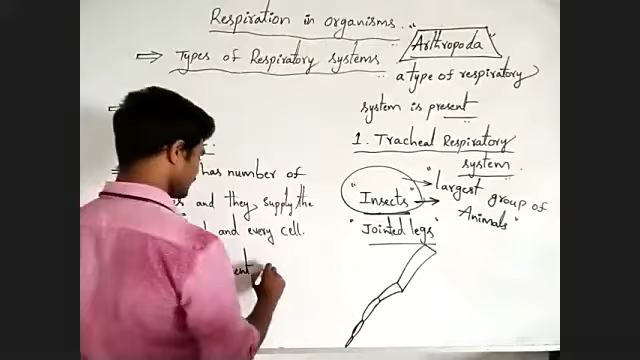 Respiration in organisms..
⇒ Types of Respiratory systems
"Arthropoda"
a type of respiratory
system is present
1. Tracheal Respiratory
system.
has number of
and they supply the
and every cell.
"Insects" → "largest group of
Animals"
"Jointed legs"